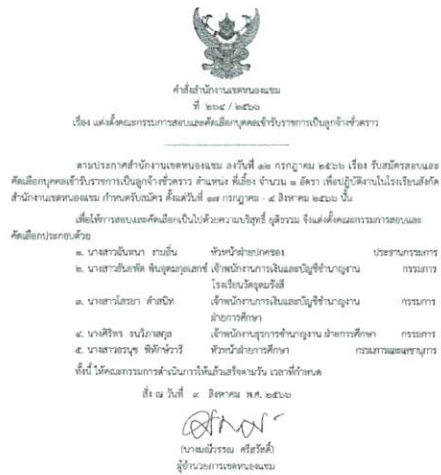 คำสั่งสำนักงานเขตหนองแขม
ที่ ๒๖๔ / ๒๕๖๖
เรื่อง แต่งตั้งคณะกรรมการสอบและคัดเลือกบุคคลเข้ารับราชการเป็นลูกจ้างชั่วคราว
ตามประกาศสำนักงานเขตหนองแขม ลงวันที่ ๑๒ กรกฎาคม ๒๕๖๖ เรื่อง รับสมัครสอบและ
คัดเลือกบุคคลเข้ารับราชการเป็นลูกจ้างชั่วคราว ตำแหน่ง พี่เลี้ยง จำนวน ๑ อัตรา เพื่อปฏิบัติงานในโรงเรียนสังกัด
สำนักงานเขตหนองแขม กำหนดรับสมัคร ตั้งแต่วันที่ ๑๗ กรกฎาคม - ๔ สิงหาคม ๒๕๖๖ นั้น
เพื่อให้การสอบและคัดเลือกเป็นไปด้วยความบริสุทธิ์ ยุติธรรม จึงแต่งตั้งคณะกรรมการสอบและ
คัดเลือกประกอบด้วย
๑. นางสาวฉันทนา งามยิ่น หัวหน้าฝ่ายปกครอง ประธานกรรมการ
๒. นางสาวธันยพัต พันอุดมกุลเสกข์ เจ้าพนักงานการเงินและบัญชีชำนาญงาน กรรมการ
โรงเรียนวัดอุดมรังสี
๓. นางสาวโสรยา ดำสนิท เจ้าพนักงานการเงินและบัญชีชำนาญงาน กรรมการ
ฝ่ายการศึกษา
๔. นางศิริพร ธนวิภาสกุล เจ้าพนักงานธุรการชำนาญงาน ฝ่ายการศึกษา กรรมการ
๕. นางสาวอรนุช พิทักษ์วารี หัวหน้าฝ่ายการศึกษา กรรมการและเลขานุการ
ทั้งนี้ ให้คณะกรรมการดำเนินการให้แล้วเสร็จตามวัน เวลาที่กำหนด
สั่ง ณ วันที่ ๙ สิงหาคม พ.ศ. ๒๕๖๖
(นางมณีวรรณ ศรีสวัสดิ์)
ผู้อำนวยการเขตหนองแขม